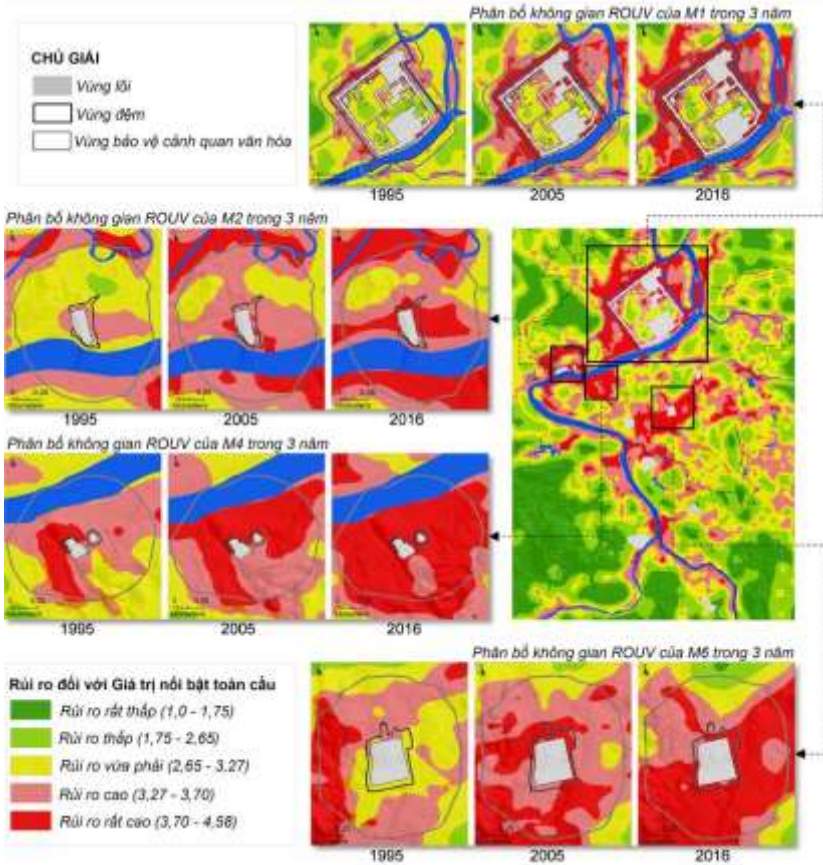 Phân bố không gian ROUV của M1 trong 3 năm
CHÚ GIẢI
Vùng lõi
Vùng đệm
Vùng bảo vệ cảnh quan văn hóa
1995
2005
2016
Phân bố không gian ROUV của M2 trong 3 năm
1995
2005
2016
Phân bố không gian ROUV của M4 trong 3 năm
1995
2005
2016
Phân bố không gian ROUV của M6 trong 3 năm
Rủi ro đối với Giá trị nổi bật toàn cầu
Rủi ro rất thấp (1,0 - 1,75)
Rủi ro thấp (1,75 - 2,65)
Rủi ro vừa phải (2,65 - 3.27)
Rủi ro cao (3,27 - 3,70)
Rủi ro rất cao (3,70 - 4,58)
1995
2005
2016